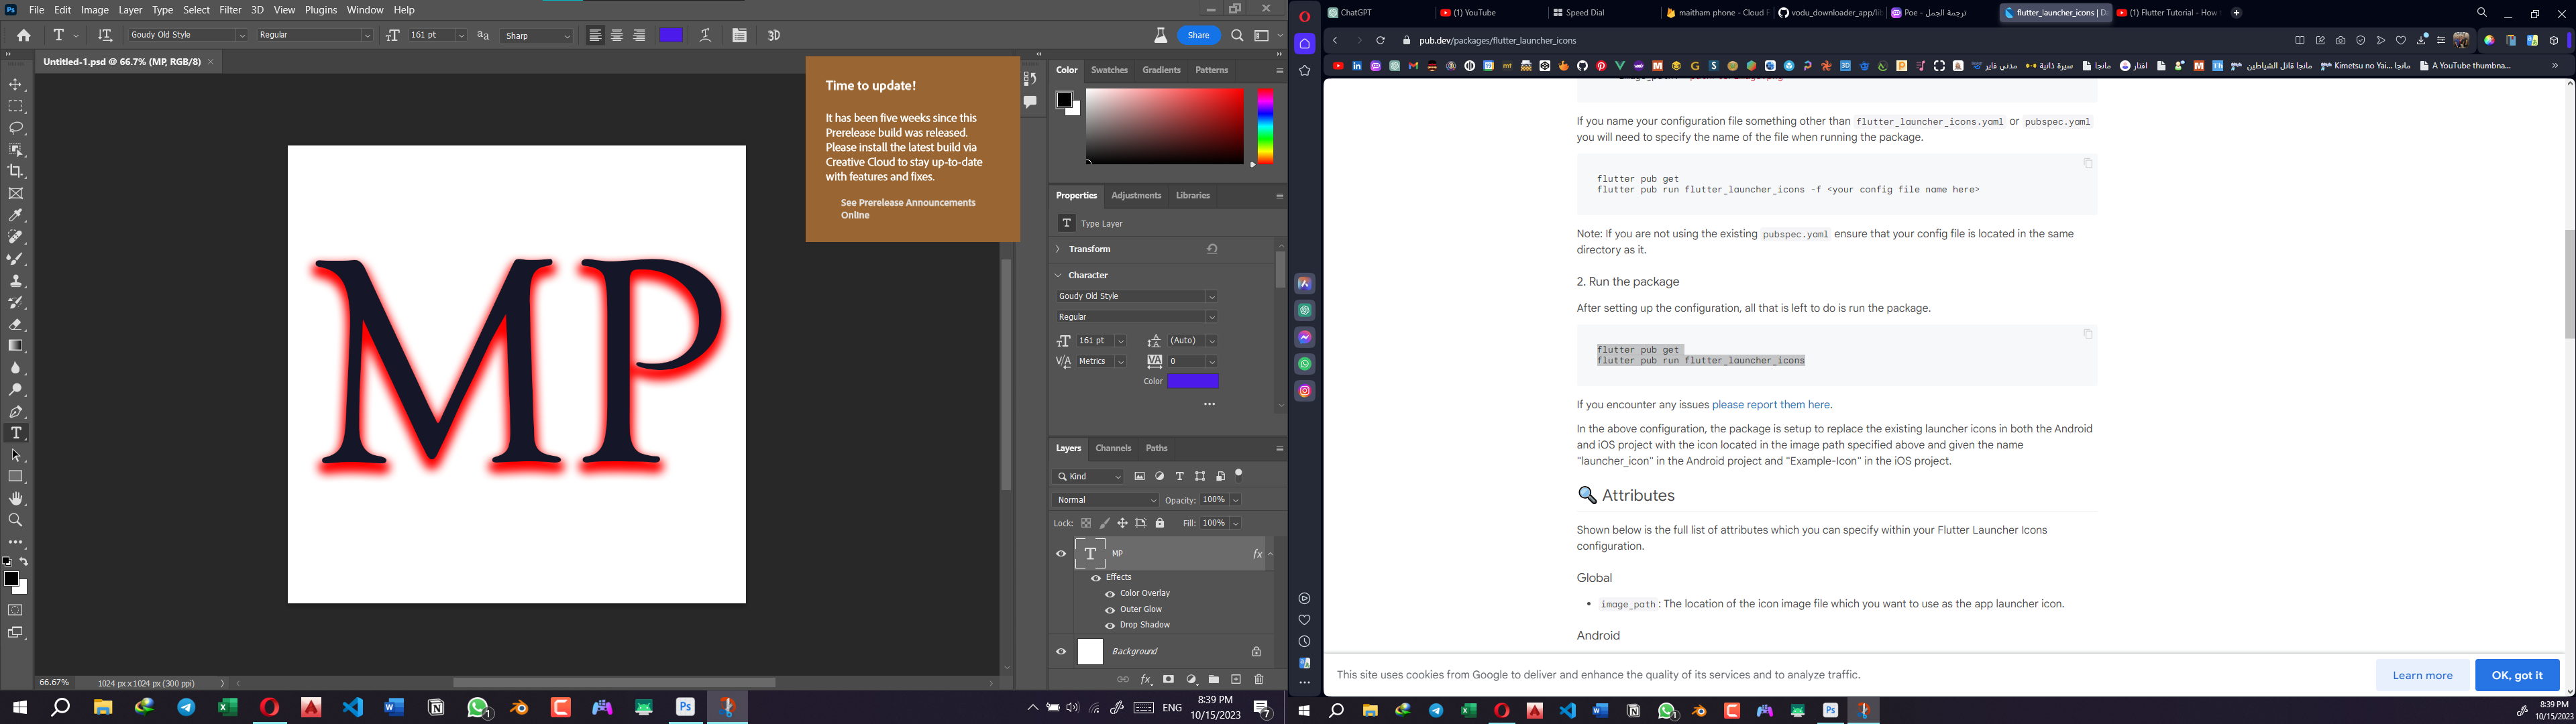 File Edit Image Layer Type Select Filter 3D View Plugins Window Help
Goudy Old Style Regular 161 pt Sharp 3D Share
Untitled-1.psd @ 66.7% (MP, RGB/8)
MP
Time to update!
It has been five weeks since this
Prerelease build was released.
Please install the latest build via
Creative Cloud to stay up-to-date
with features and fixes.
See Prerelease Announcements
Online
Color Swatches Gradients Patterns
Properties Adjustments Libraries
Type Layer
Transform
Character
Goudy Old Style
Regular
161 pt (Auto)
Metrics 0
Color
Layers Channels Paths
Kind
Normal Opacity: 100%
Lock: Fill: 100%
MP fx
Effects
Color Overlay
Outer Glow
Drop Shadow
Background
66.67% 1024 px x 1024 px (300 ppi)
ENG 8:39 PM
10/15/2023
ChatGPT (1) YouTube Speed Dial maitham phone - Cloud F vodu_downloader_app/lib Poe - ترجمة الجمل flutter_launcher_icons | Da (1) Flutter Tutorial - How
pub.dev/packages/flutter_launcher_icons
مدني فايز سيرة ذاتية مانجا افتار مانجا قاتل الشياطين Kimetsu no Yai... مانجا A YouTube thumbna...
If you name your configuration file something other than flutter_launcher_icons.yaml or pubspec.yaml
you will need to specify the name of the file when running the package.
flutter pub get
flutter pub run flutter_launcher_icons -f <your config file name here>
Note: If you are not using the existing pubspec.yaml ensure that your config file is located in the same
directory as it.
2. Run the package
After setting up the configuration, all that is left to do is run the package.
flutter pub get
flutter pub run flutter_launcher_icons
If you encounter any issues please report them here.
In the above configuration, the package is setup to replace the existing launcher icons in both the Android
and iOS project with the icon located in the image path specified above and given the name
"launcher_icon" in the Android project and "Example-Icon" in the iOS project.
Attributes
Shown below is the full list of attributes which you can specify within your Flutter Launcher Icons
configuration.
Global
• image_path: The location of the icon image file which you want to use as the app launcher icon.
Android
This site uses cookies from Google to deliver and enhance the quality of its services and to analyze traffic.
Learn more OK, got it
8:39 PM
10/15/2023